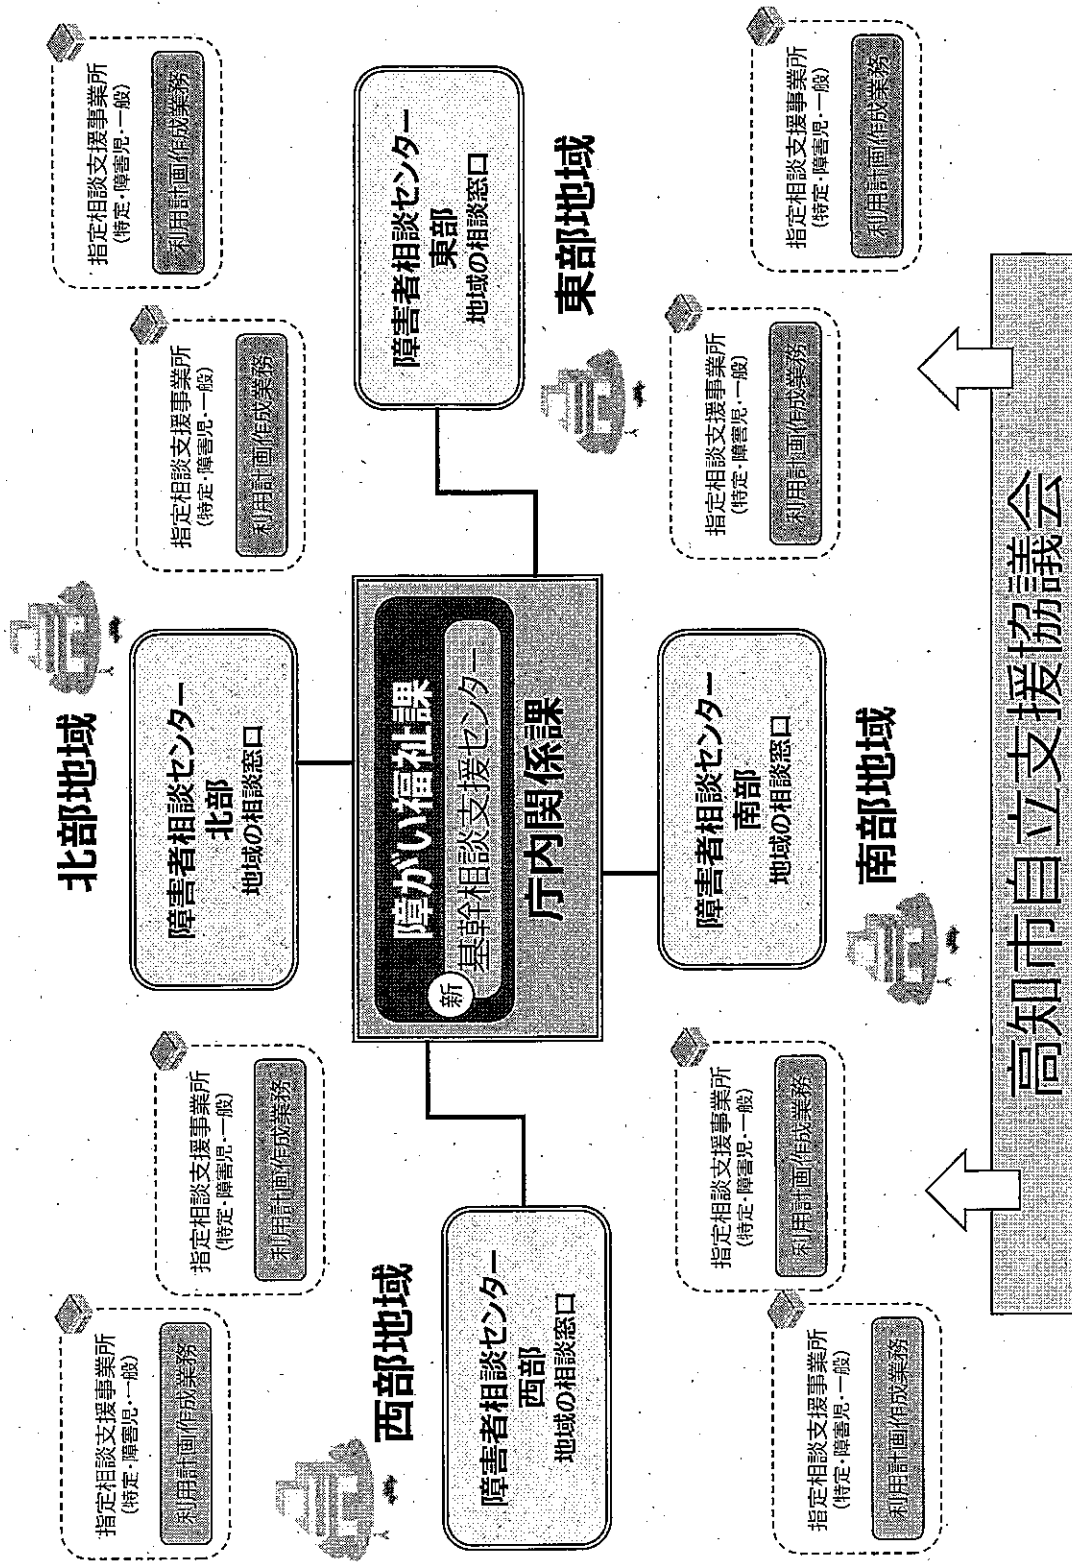 指定相談支援事業所
(特定・障害児・一般)
利用計画作成業務
指定相談支援事業所
(特定・障害児・一般)
利用計画作成業務
北部地域
障害者相談センター
北部
地域の相談窓口
指定相談支援事業所
(特定・障害児・一般)
利用計画作成業務
指定相談支援事業所
(特定・障害児・一般)
利用計画作成業務
西部地域
障害者相談センター
西部
地域の相談窓口
障がい福祉課
新
基幹相談支援センター
庁内関係課
障害者相談センター
東部
地域の相談窓口
東部地域
指定相談支援事業所
(特定・障害児・一般)
利用計画作成業務
指定相談支援事業所
(特定・障害児・一般)
利用計画作成業務
障害者相談センター
南部
地域の相談窓口
南部地域
指定相談支援事業所
(特定・障害児・一般)
利用計画作成業務
指定相談支援事業所
(特定・障害児・一般)
利用計画作成業務
高知市自立支援協議会